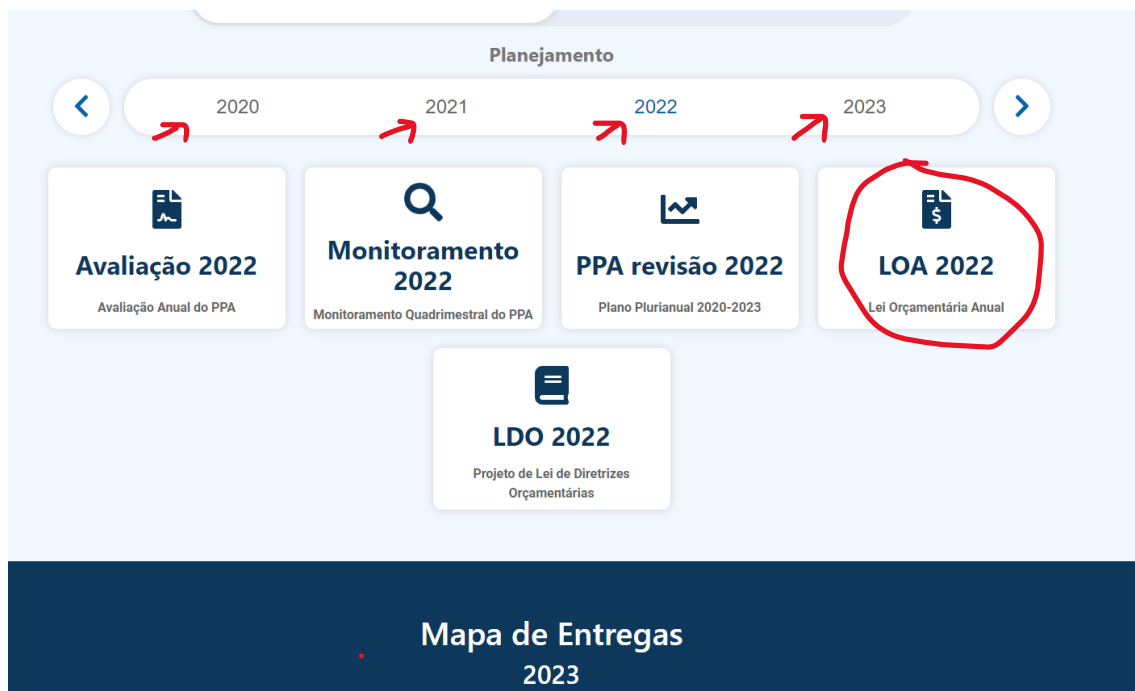 Planejamento
2020 2021 2022 2023
Avaliação 2022
Avaliação Anual do PPA
Monitoramento
2022
Monitoramento Quadrimestral do PPA
PPA revisão 2022
Plano Plurianual 2020-2023
LOA 2022
Lei Orçamentária Anual
LDO 2022
Projeto de Lei de Diretrizes
Orçamentárias
Mapa de Entregas
2023